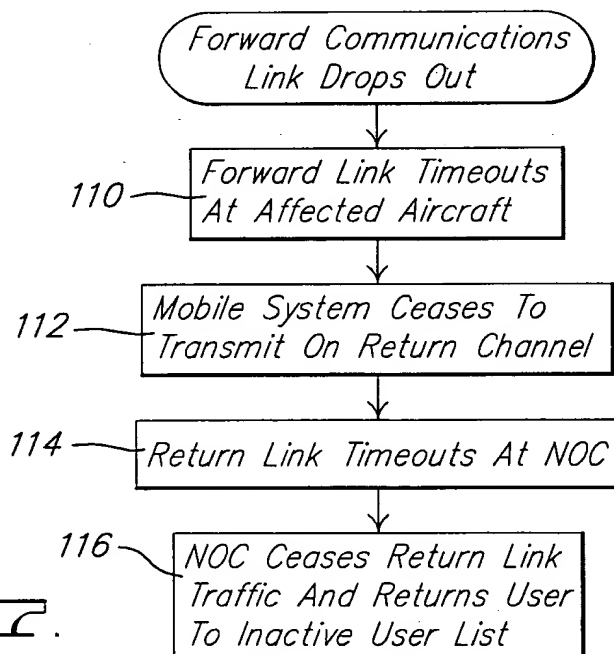 Forward Communications
Link Drops Out
110
Forward Link Timeouts
At Affected Aircraft
112
Mobile System Ceases To
Transmit On Return Channel
114
Return Link Timeouts At NOC
116
NOC Ceases Return Link
Traffic And Returns User
To Inactive User List